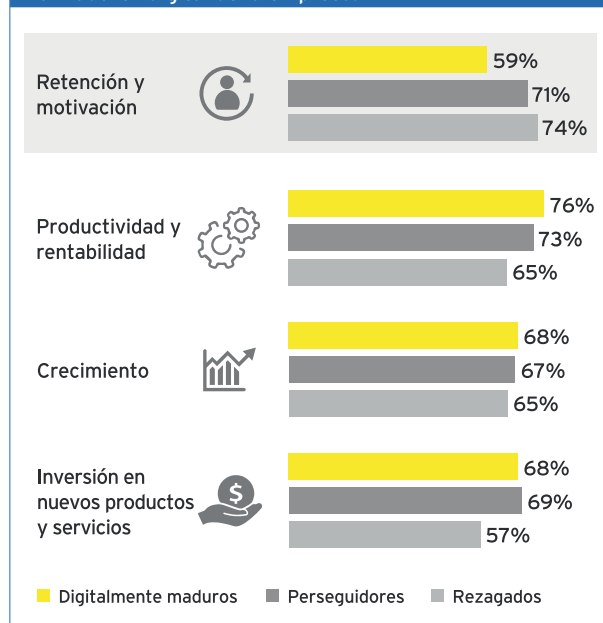 Retención y
motivación
59%
71%
74%
Productividad y
rentabilidad
76%
73%
65%
Crecimiento
68%
67%
65%
Inversión en
nuevos productos
y servicios
$
68%
69%
57%
Digitalmente maduros
Perseguidores
Rezagados